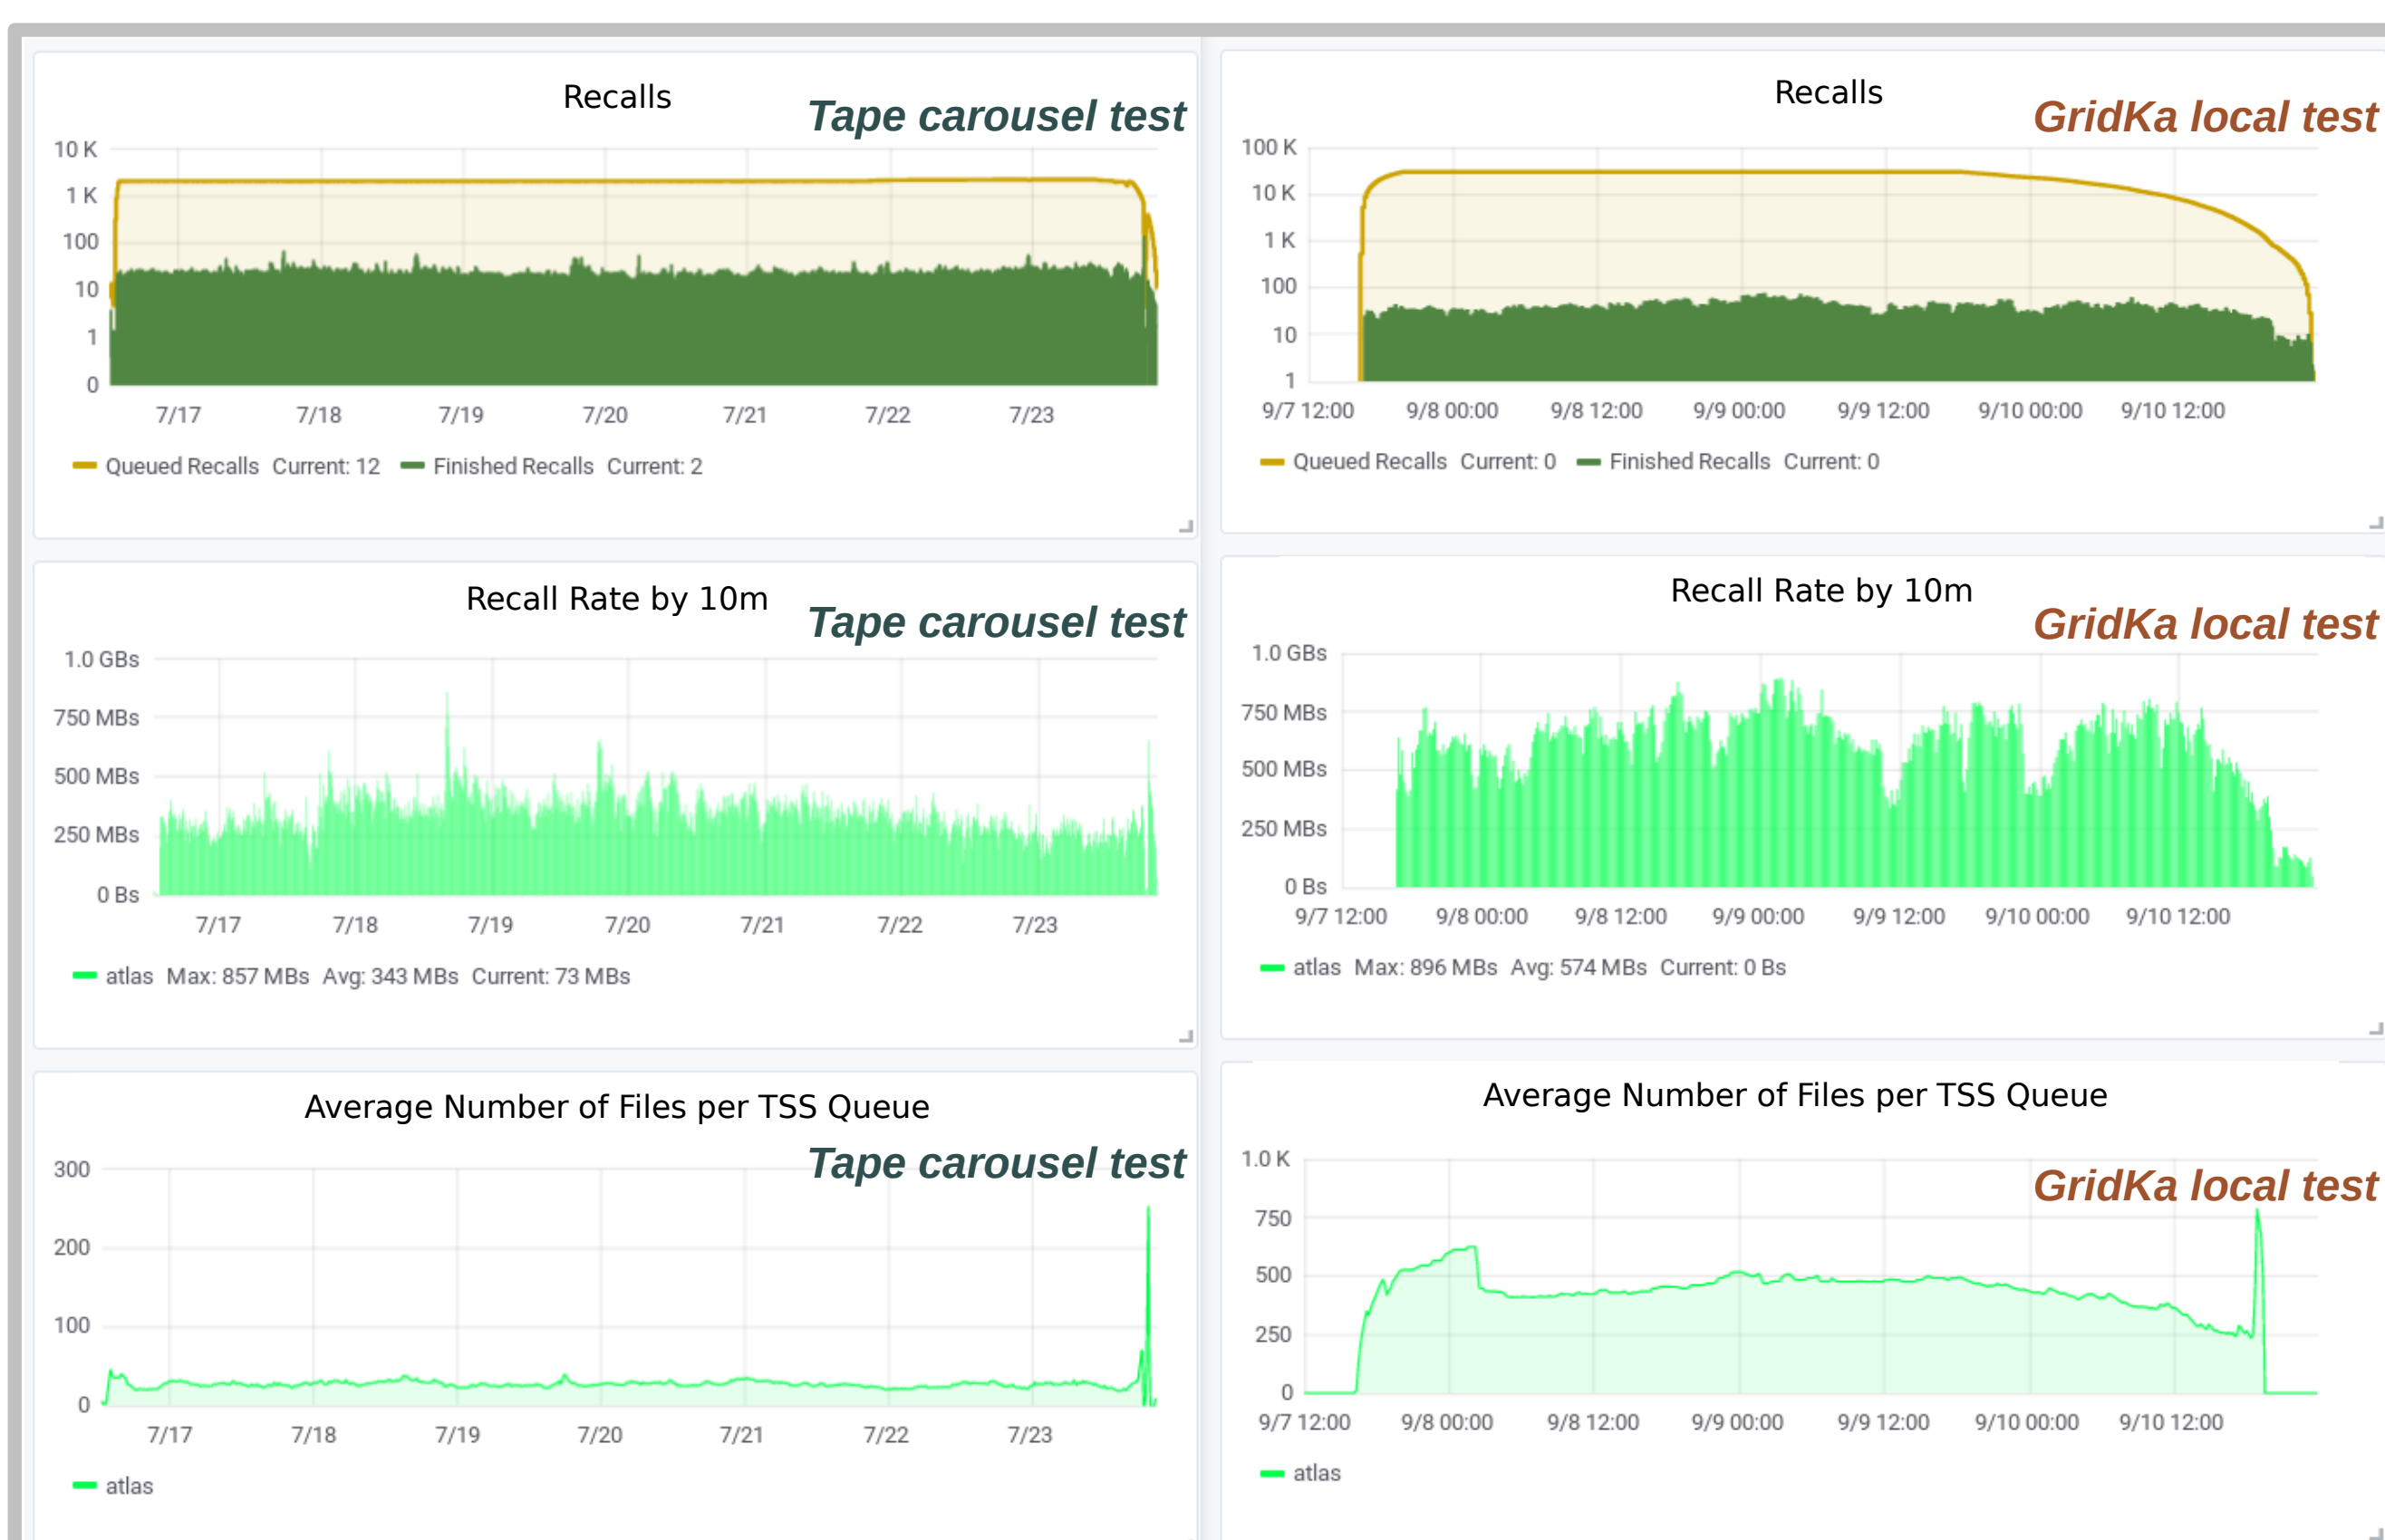 Recalls
Tape carousel test
10 K
1 K
100
10
1
0
7/17 7/18 7/19 7/20 7/21 7/22 7/23
Queued Recalls Current: 12 Finished Recalls Current: 2
Recalls
GridKa local test
100 K
10 K
1 K
100
10
1
9/7 12:00 9/8 00:00 9/8 12:00 9/9 00:00 9/9 12:00 9/10 00:00 9/10 12:00
Queued Recalls Current: 0 Finished Recalls Current: 0
Recall Rate by 10m
Tape carousel test
1.0 GBs
750 MBs
500 MBs
250 MBs
0 Bs
7/17 7/18 7/19 7/20 7/21 7/22 7/23
atlas Max: 857 MBs Avg: 343 MBs Current: 73 MBs
Recall Rate by 10m
GridKa local test
1.0 GBs
750 MBs
500 MBs
250 MBs
0 Bs
9/7 12:00 9/8 00:00 9/8 12:00 9/9 00:00 9/9 12:00 9/10 00:00 9/10 12:00
atlas Max: 896 MBs Avg: 574 MBs Current: 0 Bs
Average Number of Files per TSS Queue
Tape carousel test
300
200
100
0
7/17 7/18 7/19 7/20 7/21 7/22 7/23
atlas
Average Number of Files per TSS Queue
GridKa local test
1.0 K
750
500
250
0
9/7 12:00 9/8 00:00 9/8 12:00 9/9 00:00 9/9 12:00 9/10 00:00 9/10 12:00
atlas